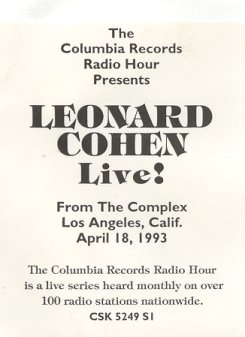 The
Columbia Records
Radio Hour
Presents
LEONARD
COHEN
Live!
From The Complex
Los Angeles, Calif.
April 18, 1993
The Columbia Records Radio Hour
is a live series heard monthly on over
100 radio stations nationwide.
CSK 5249 S1